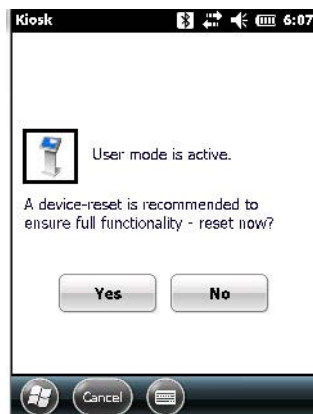 Kiosk 6:07
User mode is active.
A device-reset is recommended to
ensure full functionality - reset now?
Yes No
Cancel